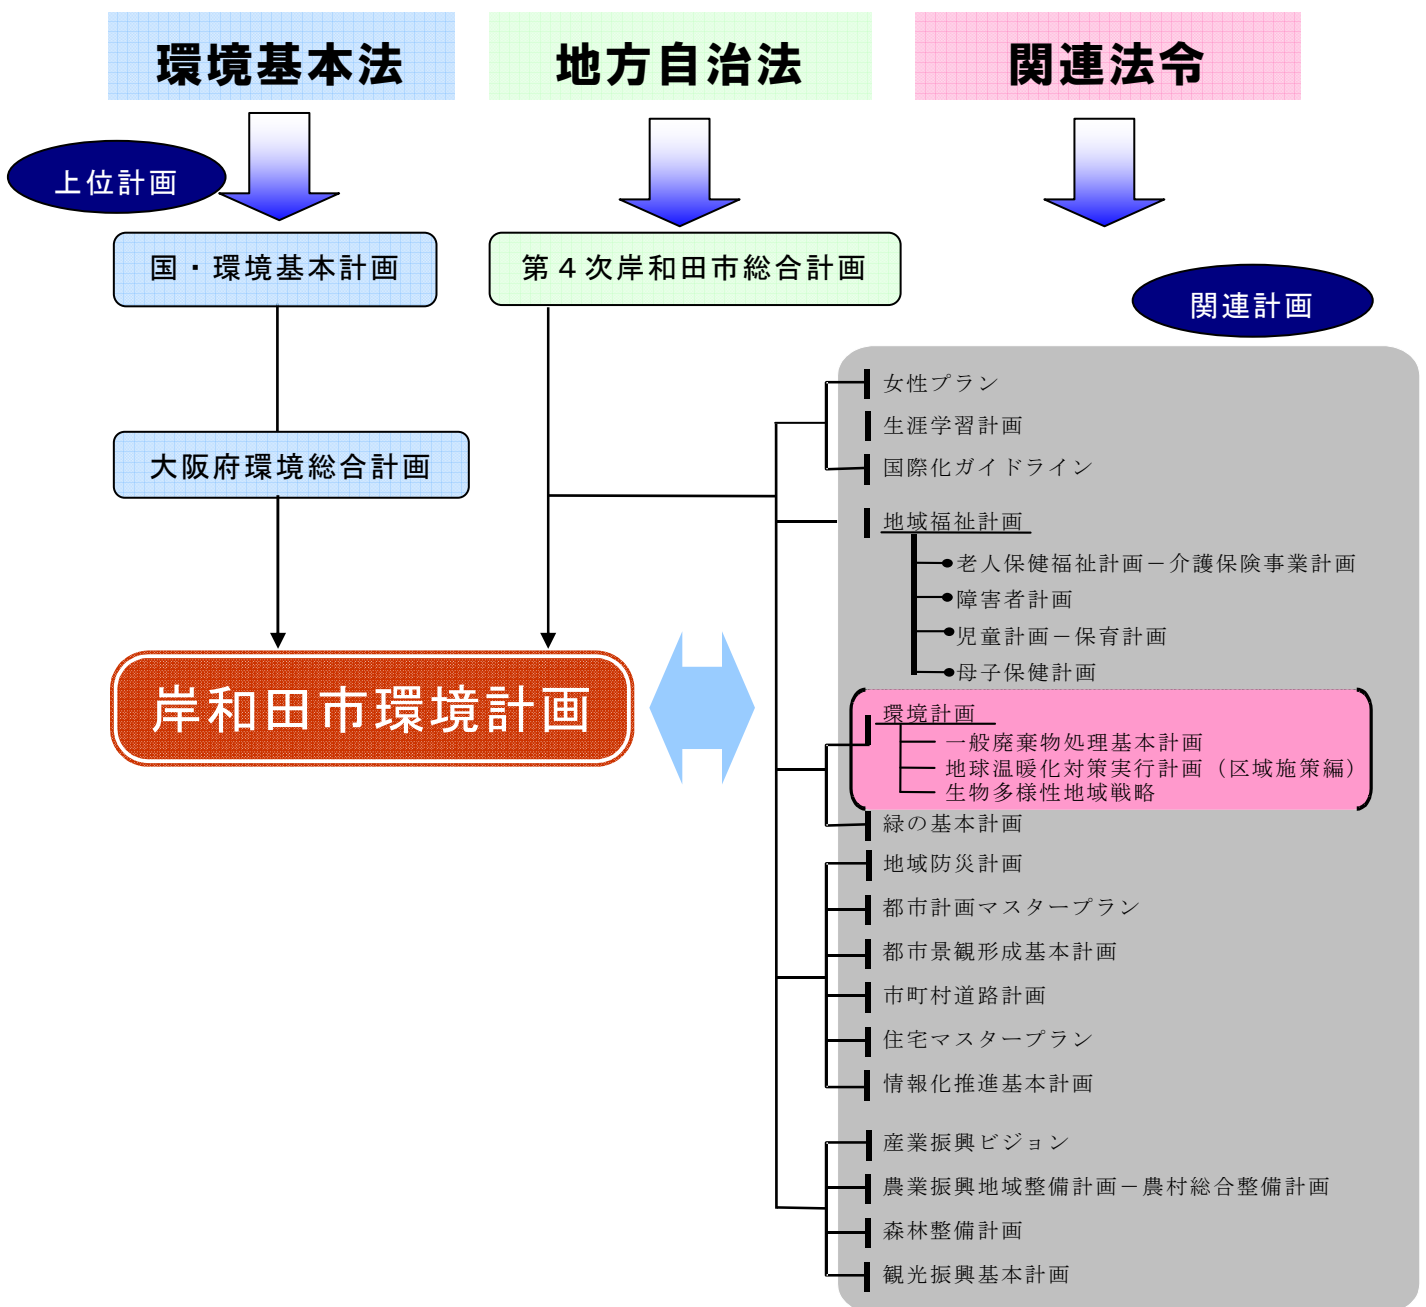 環境基本法
地方自治法
関連法令
上位計画
国・環境基本計画
第４次岸和田市総合計画
関連計画
大阪府環境総合計画
岸和田市環境計画
女性プラン
生涯学習計画
国際化ガイドライン
地域福祉計画
老人保健福祉計画－介護保険事業計画
障害者計画
児童計画－保育計画
母子保健計画
環境計画
一般廃棄物処理基本計画
地球温暖化対策実行計画（区域施策編）
生物多様性地域戦略
緑の基本計画
地域防災計画
都市計画マスタープラン
都市景観形成基本計画
市町村道路計画
住宅マスタープラン
情報化推進基本計画
産業振興ビジョン
農業振興地域整備計画－農村総合整備計画
森林整備計画
観光振興基本計画